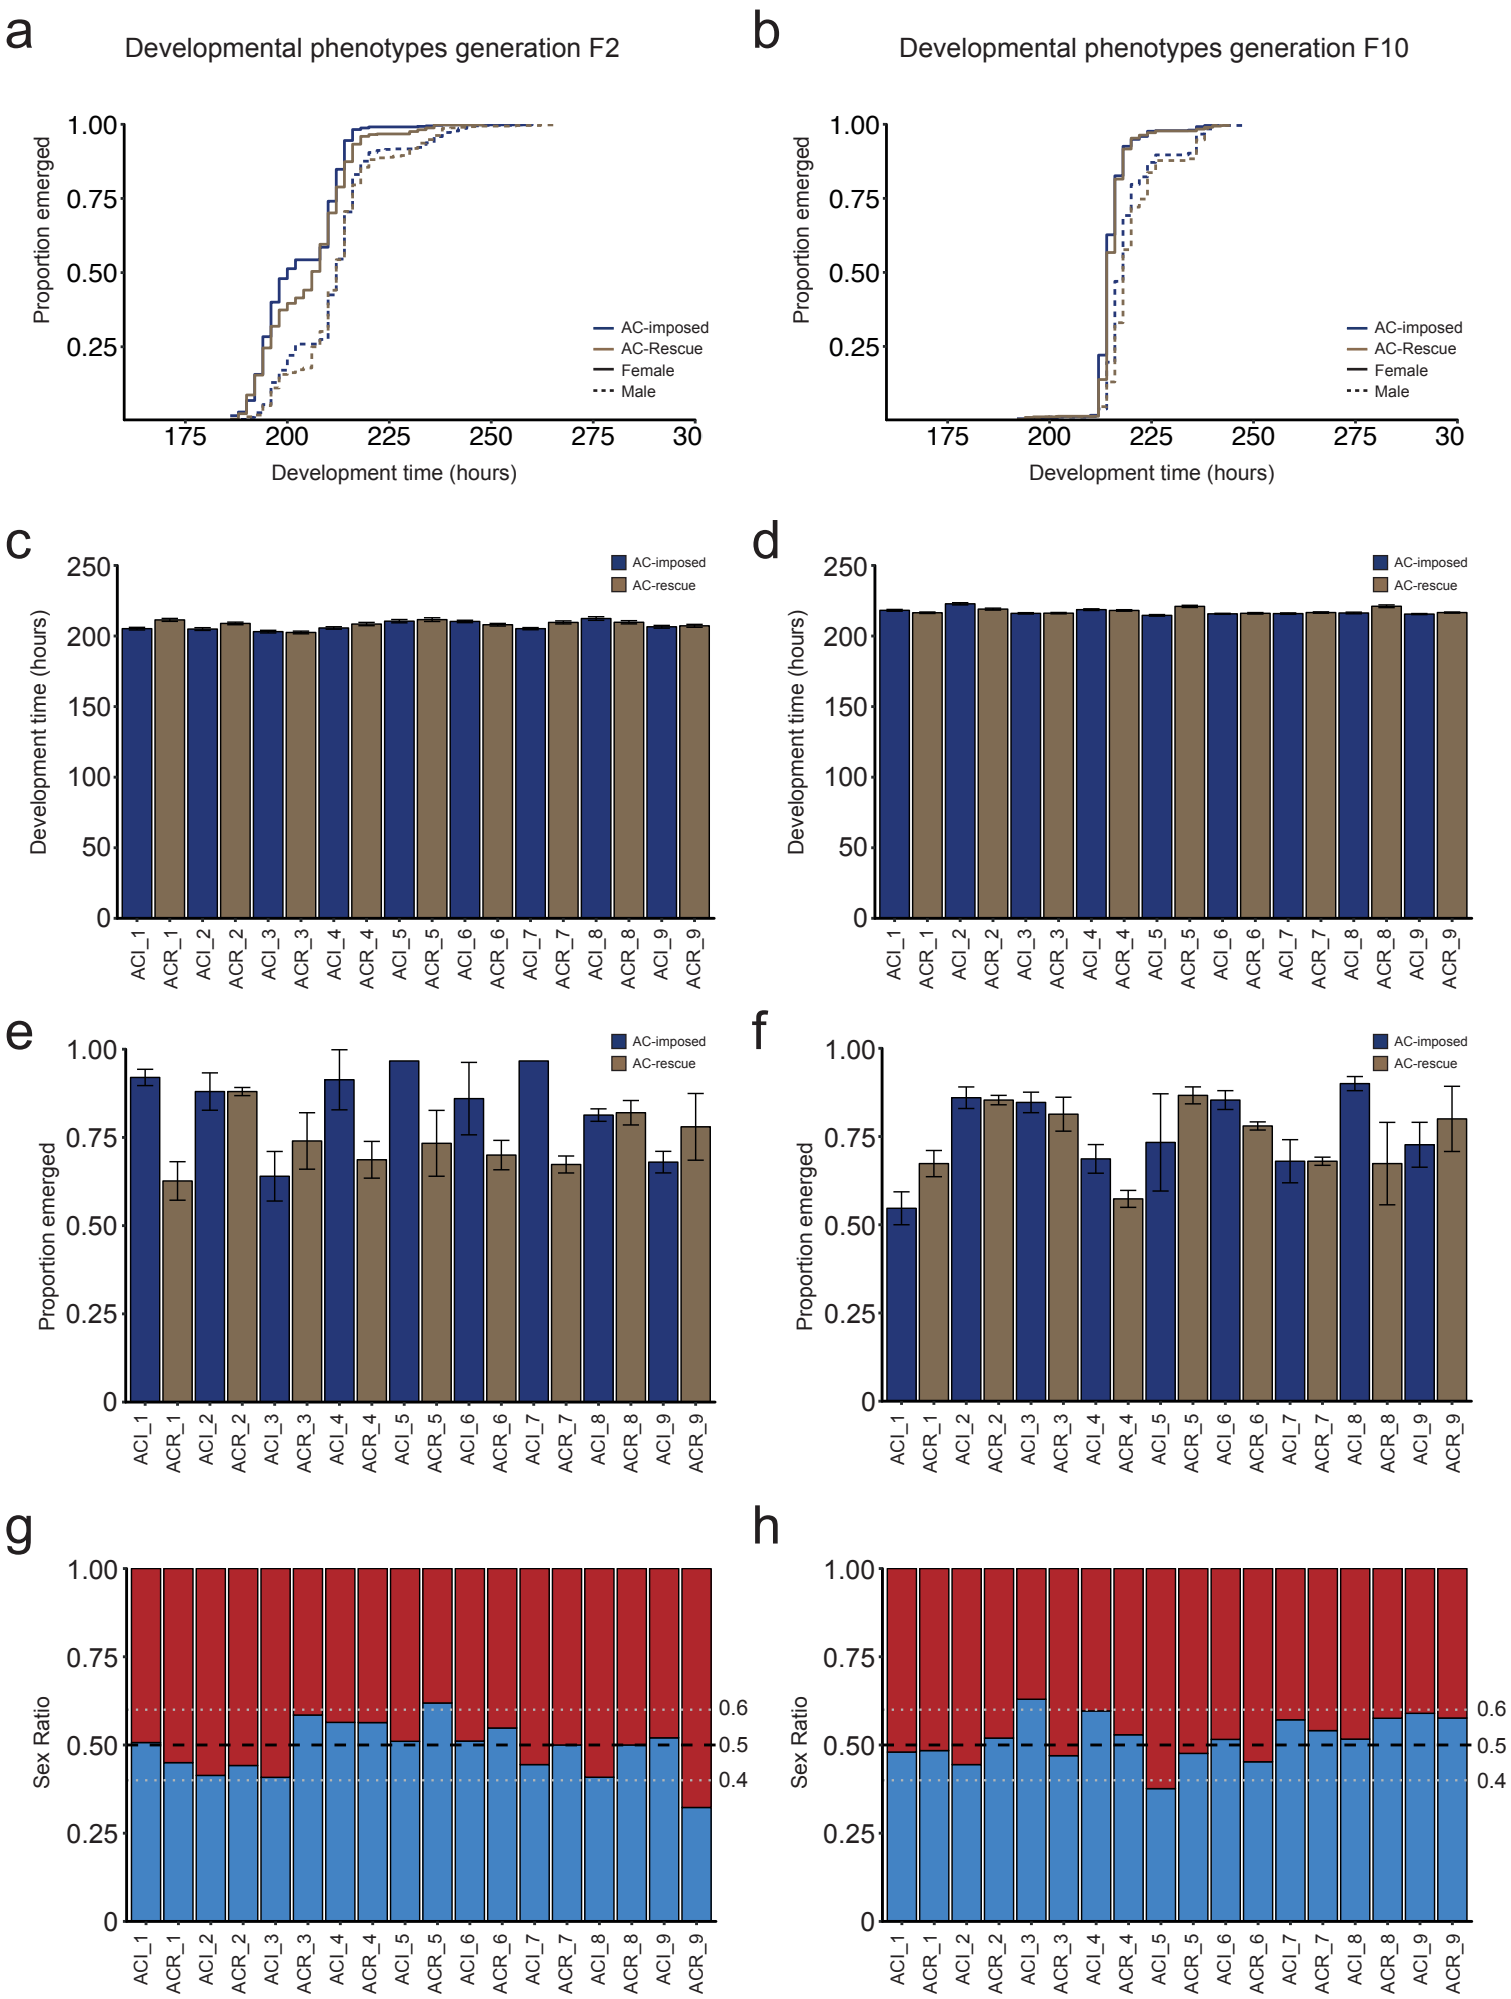 a
Developmental phenotypes generation F2
1.00
0.75
0.50
0.25
Proportion emerged
AC-imposed
AC-Rescue
Female
Male
175 200 225 250 275 30
Development time (hours)
b
Developmental phenotypes generation F10
1.00
0.75
0.50
0.25
Proportion emerged
AC-imposed
AC-Rescue
Female
Male
175 200 225 250 275 30
Development time (hours)
c
250
200
150
100
50
0
Development time (hours)
AC-imposed
AC-rescue
ACI_1 ACR_1 ACI_2 ACR_2 ACI_3 ACR_3 ACI_4 ACR_4 ACI_5 ACR_5 ACI_6 ACR_6 ACI_7 ACR_7 ACI_8 ACR_8 ACI_9 ACR_9
d
250
200
150
100
50
0
Development time (hours)
AC-imposed
AC-rescue
ACI_1 ACR_1 ACI_2 ACR_2 ACI_3 ACR_3 ACI_4 ACR_4 ACI_5 ACR_5 ACI_6 ACR_6 ACI_7 ACR_7 ACI_8 ACR_8 ACI_9 ACR_9
e
1.00
0.75
0.50
0.25
0
Proportion emerged
AC-imposed
AC-rescue
ACI_1 ACR_1 ACI_2 ACR_2 ACI_3 ACR_3 ACI_4 ACR_4 ACI_5 ACR_5 ACI_6 ACR_6 ACI_7 ACR_7 ACI_8 ACR_8 ACI_9 ACR_9
f
1.00
0.75
0.50
0.25
0
Proportion emerged
AC-imposed
AC-rescue
ACI_1 ACR_1 ACI_2 ACR_2 ACI_3 ACR_3 ACI_4 ACR_4 ACI_5 ACR_5 ACI_6 ACR_6 ACI_7 ACR_7 ACI_8 ACR_8 ACI_9 ACR_9
g
1.00
0.75
0.50
0.25
0
Sex Ratio
0.6
0.5
0.4
ACI_1 ACR_1 ACI_2 ACR_2 ACI_3 ACR_3 ACI_4 ACR_4 ACI_5 ACR_5 ACI_6 ACR_6 ACI_7 ACR_7 ACI_8 ACR_8 ACI_9 ACR_9
h
1.00
0.75
0.50
0.25
0
Sex Ratio
0.6
0.5
0.4
ACI_1 ACR_1 ACI_2 ACR_2 ACI_3 ACR_3 ACI_4 ACR_4 ACI_5 ACR_5 ACI_6 ACR_6 ACI_7 ACR_7 ACI_8 ACR_8 ACI_9 ACR_9